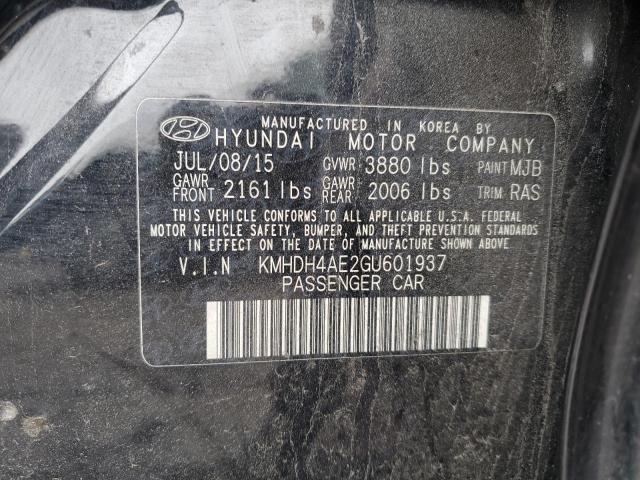 MANUFACTURED IN KOREA BY
HYUNDAI MOTOR COMPANY
JUL/08/15 GVWR 3880 lbs PAINT MJB
GAWR FRONT 2161 lbs GAWR REAR 2006 lbs TRIM RAS
THIS VEHICLE CONFORMS TO ALL APPLICABLE U.S.A. FEDERAL
MOTOR VEHICLE SAFETY, BUMPER, AND THEFT PREVENTION STANDARDS
IN EFFECT ON THE DATE OF MANUFACTURE SHOWN ABOVE
V.I.N KMHDH4AE2GU601937
PASSENGER CAR